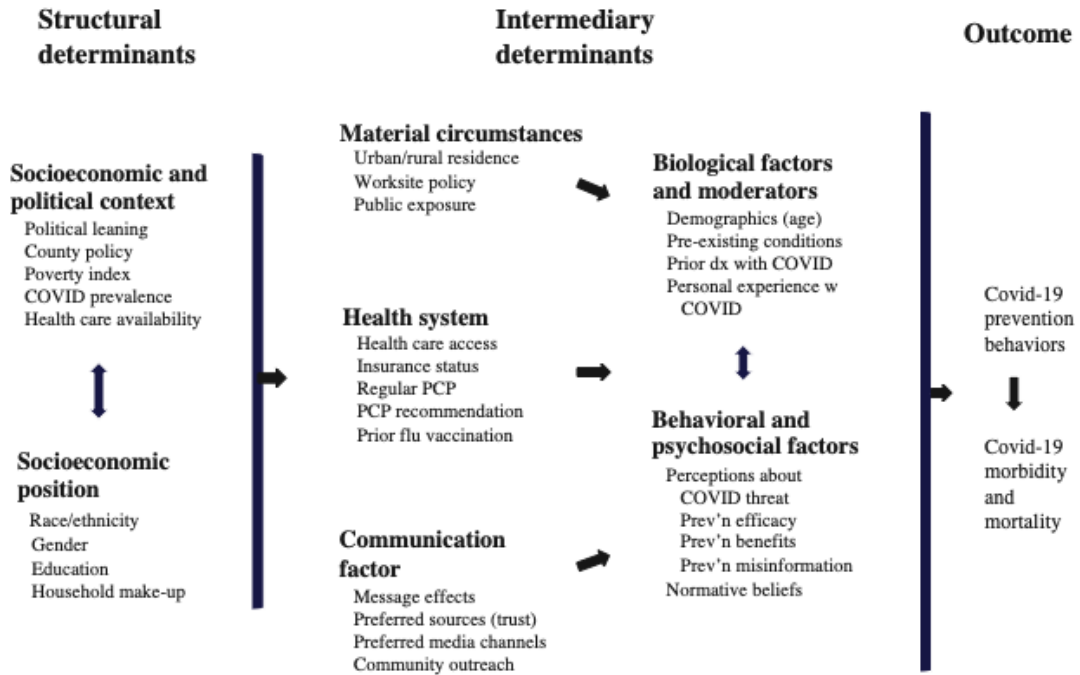 Structural
determinants
Intermediary
determinants
Outcome
Socioeconomic and
political context
Political leaning
County policy
Poverty index
COVID prevalence
Health care availability
Socioeconomic
position
Race/ethnicity
Gender
Education
Household make-up
Material circumstances
Urban/rural residence
Worksite policy
Public exposure
Health system
Health care access
Insurance status
Regular PCP
PCP recommendation
Prior flu vaccination
Communication
factor
Message effects
Preferred sources (trust)
Preferred media channels
Community outreach
Biological factors
and moderators
Demographics (age)
Pre-existing conditions
Prior dx with COVID
Personal experience w
COVID
Behavioral and
psychosocial factors
Perceptions about
COVID threat
Prev'n efficacy
Prev'n benefits
Prev'n misinformation
Normative beliefs
Covid-19
prevention
behaviors
Covid-19
morbidity
and
mortality